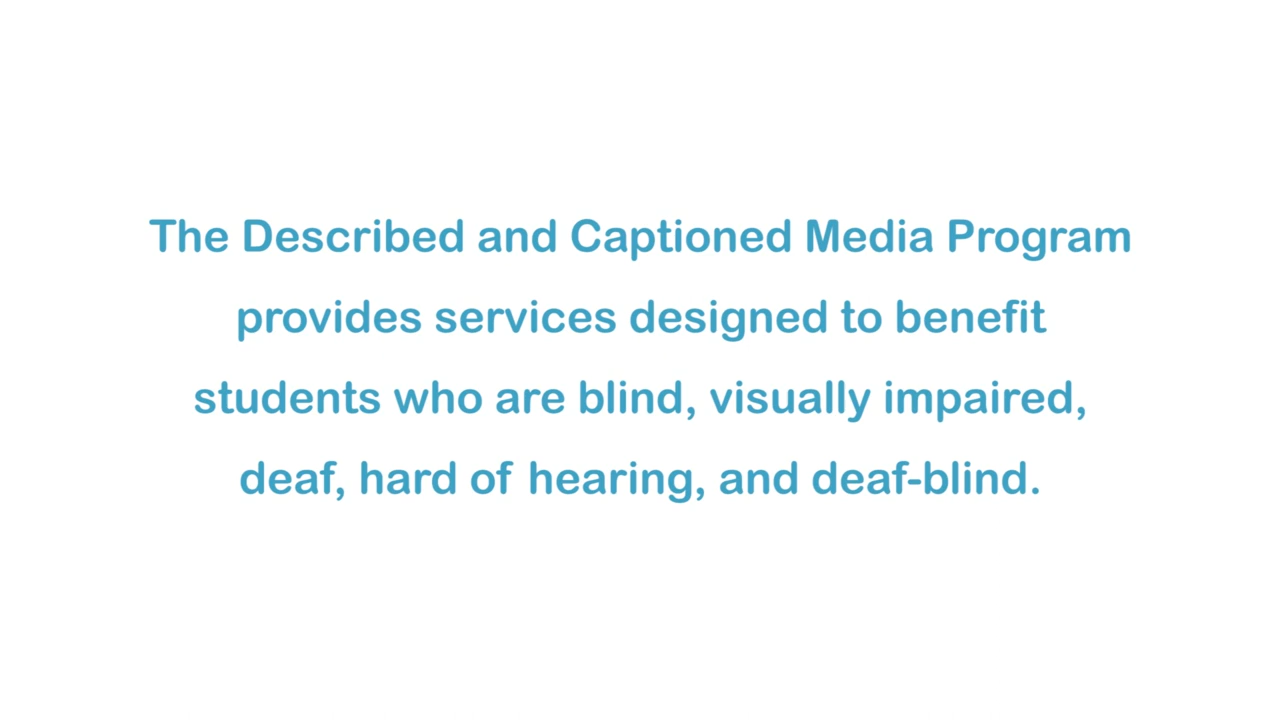 The Described and Captioned Media Program
provides services designed to benefit
students who are blind, visually impaired,
deaf, hard of hearing, and deaf-blind.